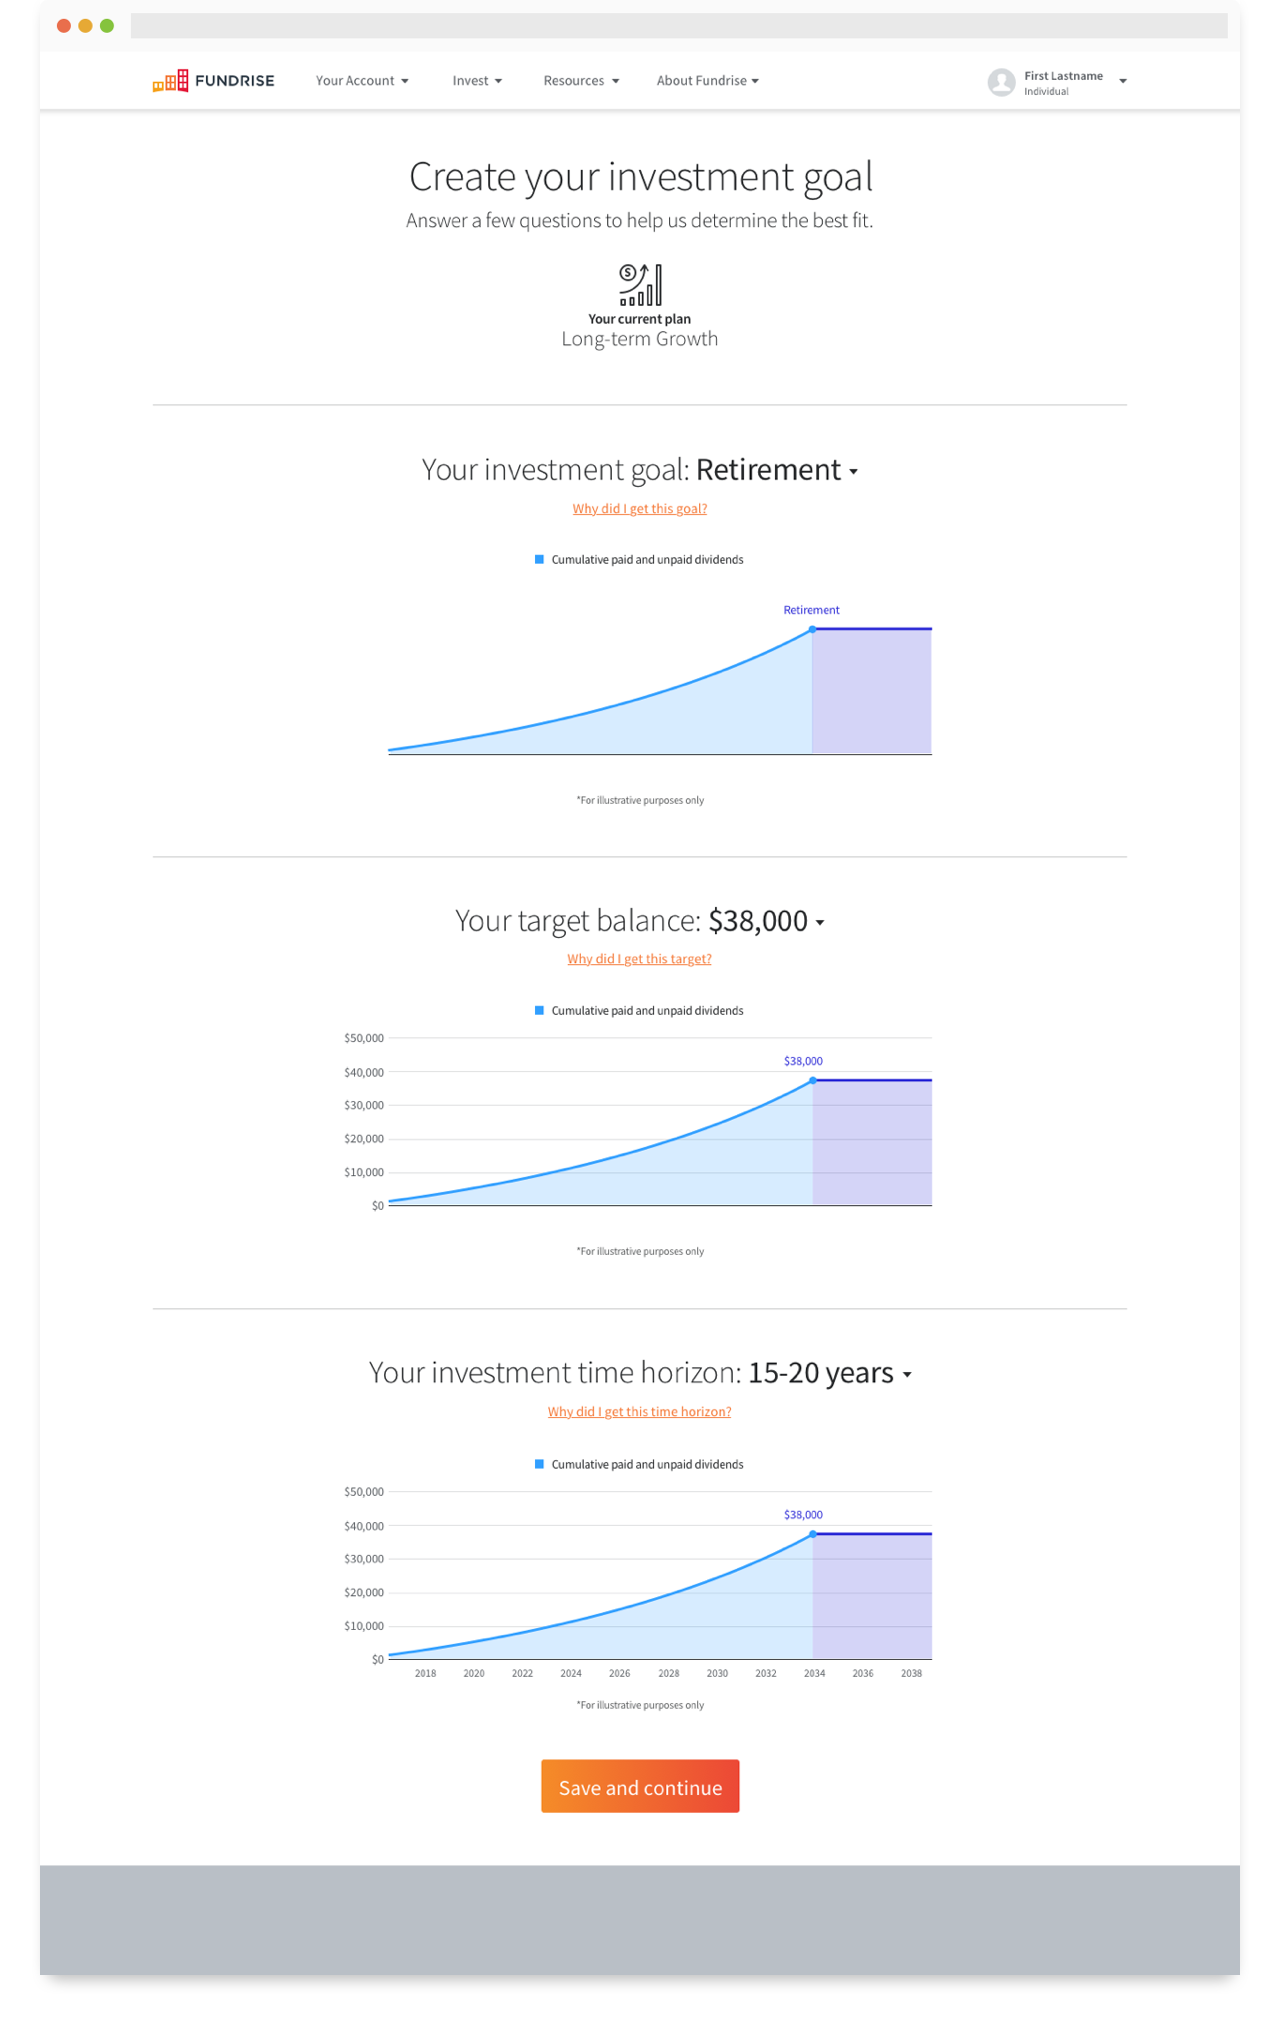 FUNDRISE Your Account Invest Resources About Fundrise First Lastname
Individual
Create your investment goal
Answer a few questions to help us determine the best fit.
$
Your current plan
Long-term Growth
Your investment goal: Retirement
Why did I get this goal?
Cumulative paid and unpaid dividends
Retirement
*For illustrative purposes only
Your target balance: $38,000
Why did I get this target?
Cumulative paid and unpaid dividends
$50,000
$38,000
$40,000
$30,000
$20,000
$10,000
$0
*For illustrative purposes only
Your investment time horizon: 15-20 years
Why did I get this time horizon?
Cumulative paid and unpaid dividends
$50,000
$38,000
$40,000
$30,000
$20,000
$10,000
$0
2018 2020 2022 2024 2026 2028 2030 2032 2034 2036 2038
*For illustrative purposes only
Save and continue